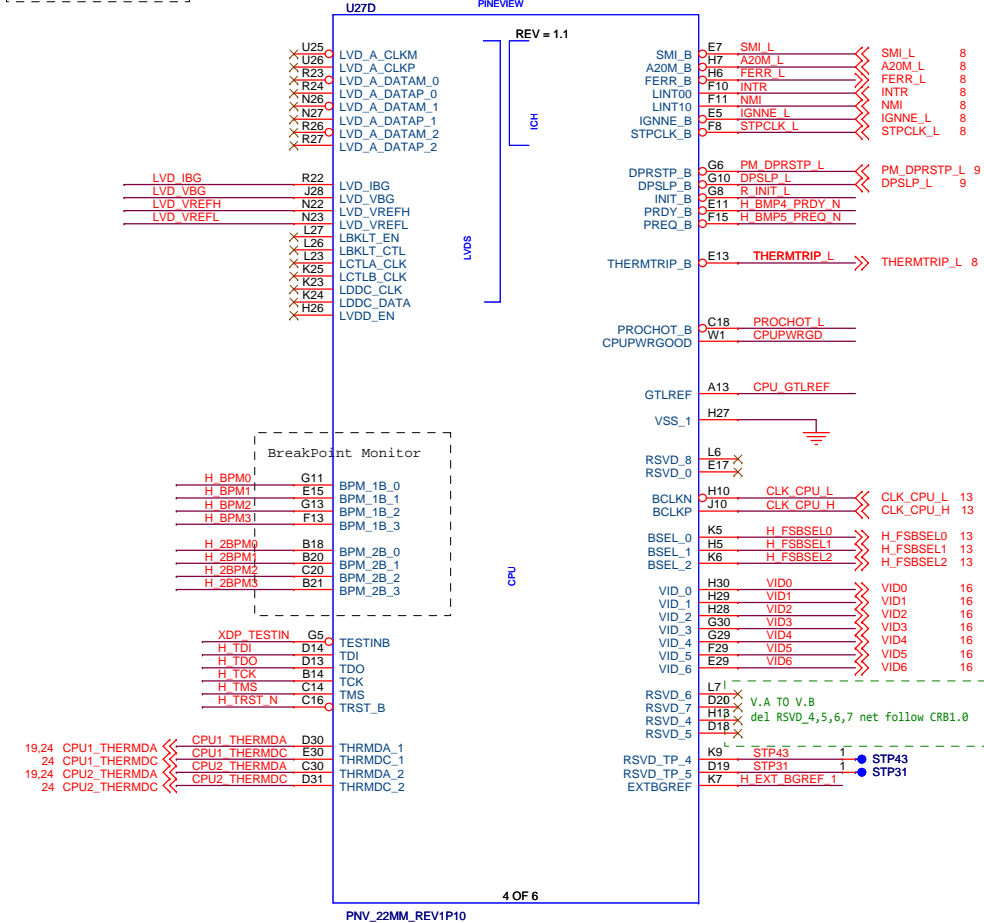 U27D
PINEVIEW
REV = 1.1
U25 LVD_A_CLKM
U26 LVD_A_CLKP
R23 LVD_A_DATAM_0
R24 LVD_A_DATAP_0
N26 LVD_A_DATAM_1
N27 LVD_A_DATAP_1
R26 LVD_A_DATAM_2
R27 LVD_A_DATAP_2
LVD_IBG R22 LVD_IBG
LVD_VBG J28 LVD_VBG
LVD_VREFH N22 LVD_VREFH
LVD_VREFL N23 LVD_VREFL
L27 LBKLT_EN
L26 LBKLT_CTL
L23 LCTLA_CLK
K25 LCTLB_CLK
K23 LDDC_CLK
K24 LDDC_DATA
H26 LVDD_EN
ICH
LVDS
CPU
BreakPoint Monitor
H_BPM0 G11 BPM_1B_0
H_BPM1 E15 BPM_1B_1
H_BPM2 G13 BPM_1B_2
H_BPM3 F13 BPM_1B_3
H_2BPM0 B18 BPM_2B_0
H_2BPM1 B20 BPM_2B_1
H_2BPM2 C20 BPM_2B_2
H_2BPM3 B21 BPM_2B_3
XDP_TESTIN G5 TESTINB
H_TDI D14 TDI
H_TDO D13 TDO
H_TCK B14 TCK
H_TMS C14 TMS
H_TRST_N C16 TRST_B
19,24 CPU1_THERMDA CPU1_THERMDA D30 THRMDA_1
24 CPU1_THERMDC CPU1_THERMDC E30 THRMDC_1
19,24 CPU2_THERMDA CPU2_THERMDA C30 THRMDA_2
24 CPU2_THERMDC CPU2_THERMDC D31 THRMDC_2
SMI_B E7 SMI_L SMI_L 8
A20M_B H7 A20M_L A20M_L 8
FERR_B H6 FERR_L FERR_L 8
LINT00 F10 INTR INTR 8
LINT10 F11 NMI NMI 8
IGNNE_B E5 IGNNE_L IGNNE_L 8
STPCLK_B F8 STPCLK_L STPCLK_L 8
DPRSTP_B G6 PM_DPRSTP_L PM_DPRSTP_L 9
DPSLP_B G10 DPSLP_L DPSLP_L 9
INIT_B G8 R_INIT_L
PRDY_B E11 H_BMP4_PRDY_N
PREQ_B F15 H_BMP5_PREQ_N
THERMTRIP_B E13 THERMTRIP_L THERMTRIP_L 8
PROCHOT_B C18 PROCHOT_L
CPUPWRGOOD W1 CPUPWRGD
GTLREF A13 CPU_GTLREF
VSS_1 H27
RSVD_8 L6
RSVD_0 E17
BCLKN H10 CLK_CPU_L CLK_CPU_L 13
BCLKP J10 CLK_CPU_H CLK_CPU_H 13
BSEL_0 K5 H_FSBSEL0 H_FSBSEL0 13
BSEL_1 H5 H_FSBSEL1 H_FSBSEL1 13
BSEL_2 K6 H_FSBSEL2 H_FSBSEL2 13
VID_0 H30 VID0 VID0 16
VID_1 H29 VID1 VID1 16
VID_2 H28 VID2 VID2 16
VID_3 G30 VID3 VID3 16
VID_4 G29 VID4 VID4 16
VID_5 F29 VID5 VID5 16
VID_6 E29 VID6 VID6 16
RSVD_6 L7
RSVD_7 D20
RSVD_4 H13
RSVD_5 D18
V.A TO V.B
del RSVD_4,5,6,7 net follow CRB1.0
RSVD_TP_4 K9 STP43 1 STP43
RSVD_TP_5 D19 STP31 1 STP31
EXTBGREF K7 H_EXT_BGREF_1
4 OF 6
PNV_22MM_REV1P10